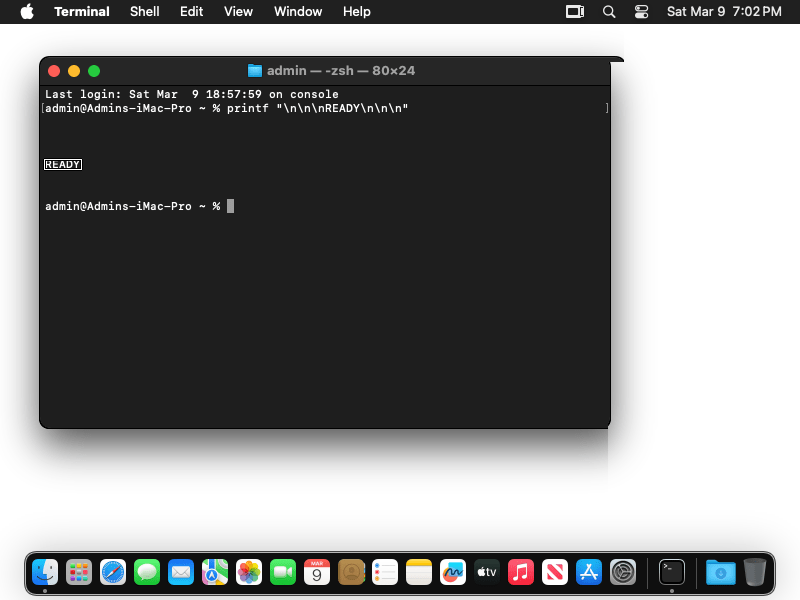 Terminal Shell Edit View Window Help Sat Mar 9 7:02 PM
admin — -zsh — 80×24
Last login: Sat Mar  9 18:57:59 on console
[admin@Admins-iMac-Pro ~ % printf "\n\n\nREADY\n\n\n" ]
READY
admin@Admins-iMac-Pro ~ %
MAR
9
tv
>_